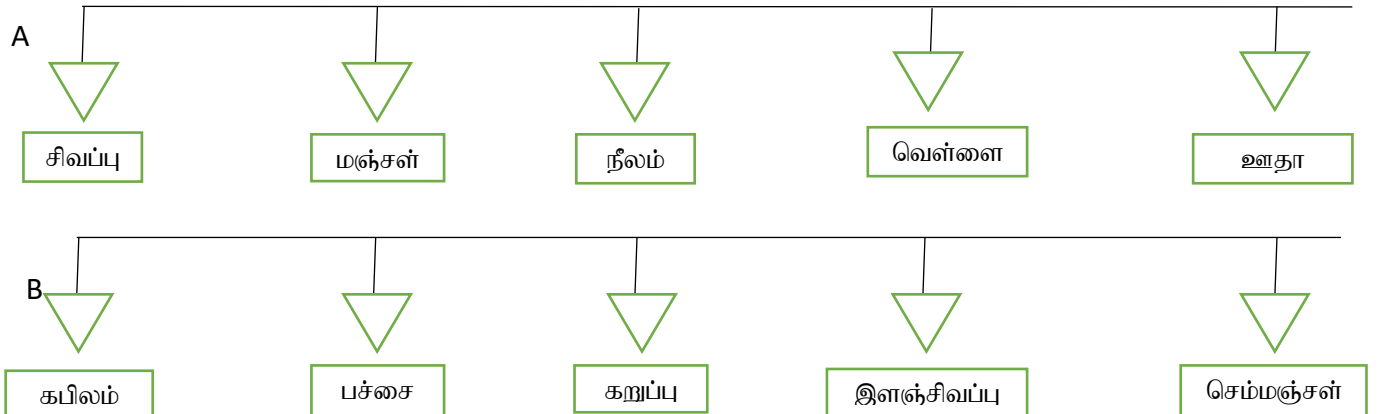 A
சிவப்பு மஞ்சள் நீலம் வெள்ளை ஊதா
B
கபிலம் பச்சை கறுப்பு இளஞ்சிவப்பு செம்மஞ்சள்